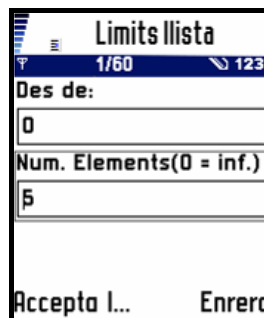 Limits llista
1/60 123
Des de:
0
Num. Elements(0 = inf.)
5
Accepta l... Enrere